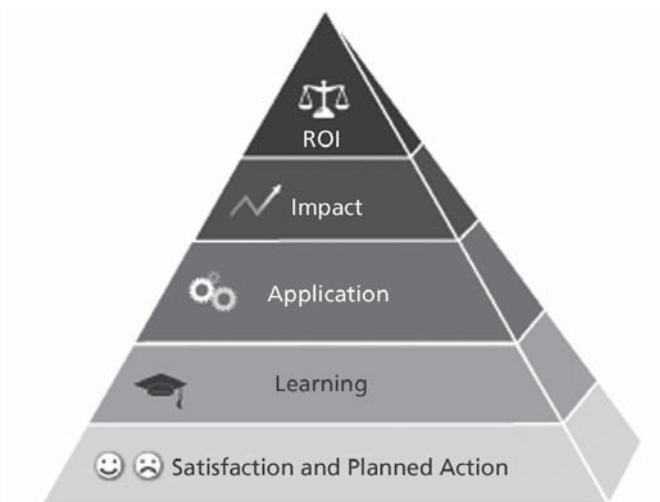 ROI
Impact
Application
Learning
Satisfaction and Planned Action